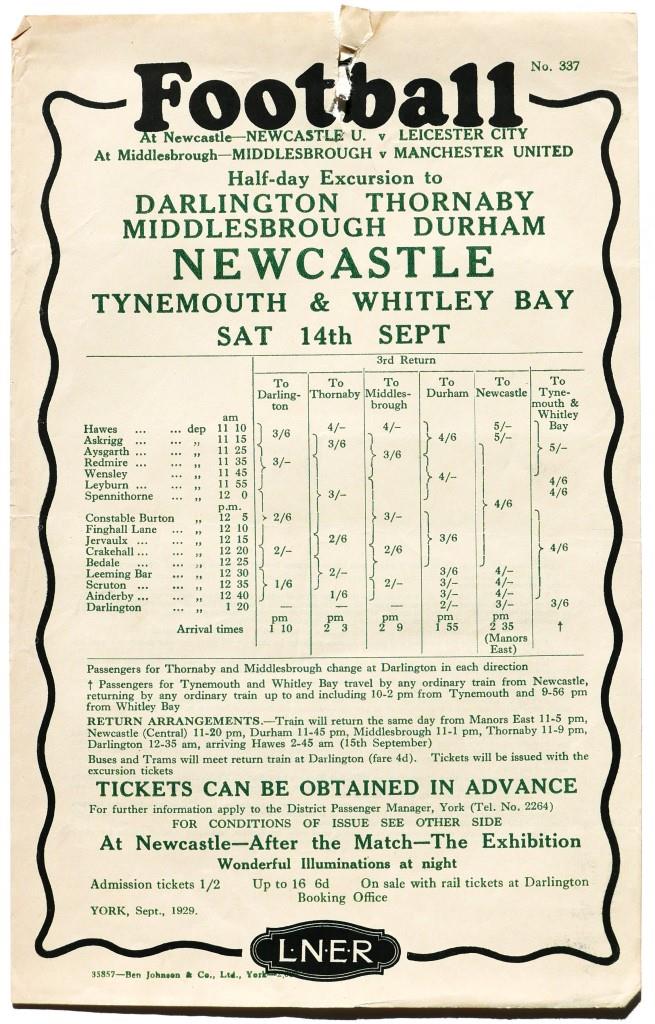 No. 337
Football
At Newcastle—NEWCASTLE U. v LEICESTER CITY
At Middlesbrough—MIDDLESBROUGH v MANCHESTER UNITED
Half-day Excursion to
DARLINGTON THORNABY
MIDDLESBROUGH DURHAM
NEWCASTLE
TYNEMOUTH & WHITLEY BAY
SAT 14th SEPT
3rd Return
To Darling-ton To Thornaby To Middles-brough To Durham To Newcastle To Tyne-mouth & Whitley Bay
am
Hawes ... ... dep 11 10 3/6 4/- 4/- 4/6 5/- 5/-
Askrigg ... ... „ 11 15 3/6 5/-
Aysgarth ... „ 11 25 3/6
Redmire ... „ 11 35 3/-
Wensley „ 11 45 4/-
Leyburn ... „ 11 55 4/6
Spennithorne „ 12 0 3/- 4/6 4/6
p.m.
Constable Burton „ 12 5 2/6 3/-
Finghall Lane ... „ 12 10
Jervaulx ... „ 12 15 2/6 3/6
Crakehall ... „ 12 20 2/- 2/6 4/6
Bedale ... „ 12 25
Leeming Bar ... „ 12 30 2/- 3/6 4/-
Scruton ... „ 12 35 1/6 2/- 3/- 4/-
Ainderby ... „ 12 40 1/6 3/- 4/-
Darlington ... „ 1 20 — — — 2/- 3/- 3/6
pm pm pm pm pm
Arrival times 1 10 2 3 2 9 1 55 2 35 †
(Manors East)
Passengers for Thornaby and Middlesbrough change at Darlington in each direction
† Passengers for Tynemouth and Whitley Bay travel by any ordinary train from Newcastle,
returning by any ordinary train up to and including 10-2 pm from Tynemouth and 9-56 pm
from Whitley Bay
RETURN ARRANGEMENTS.—Train will return the same day from Manors East 11-5 pm,
Newcastle (Central) 11-20 pm, Durham 11-45 pm, Middlesbrough 11-1 pm, Thornaby 11-9 pm,
Darlington 12-35 am, arriving Hawes 2-45 am (15th September)
Buses and Trams will meet return train at Darlington (fare 4d). Tickets will be issued with the
excursion tickets
TICKETS CAN BE OBTAINED IN ADVANCE
For further information apply to the District Passenger Manager, York (Tel. No. 2264)
FOR CONDITIONS OF ISSUE SEE OTHER SIDE
At Newcastle—After the Match—The Exhibition
Wonderful Illuminations at night
Admission tickets 1/2 Up to 16 6d On sale with rail tickets at Darlington
Booking Office
YORK, Sept., 1929.
L·N·E·R
35857—Ben Johnson & Co., Ltd., York